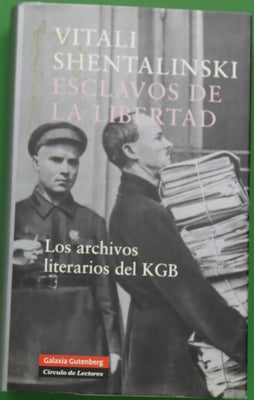 VITALI
SHENTALINSKI
ESCLAVOS DE
LA LIBERTAD
Los archivos
literarios del KGB
Galaxia Gutenberg
Círculo de Lectores